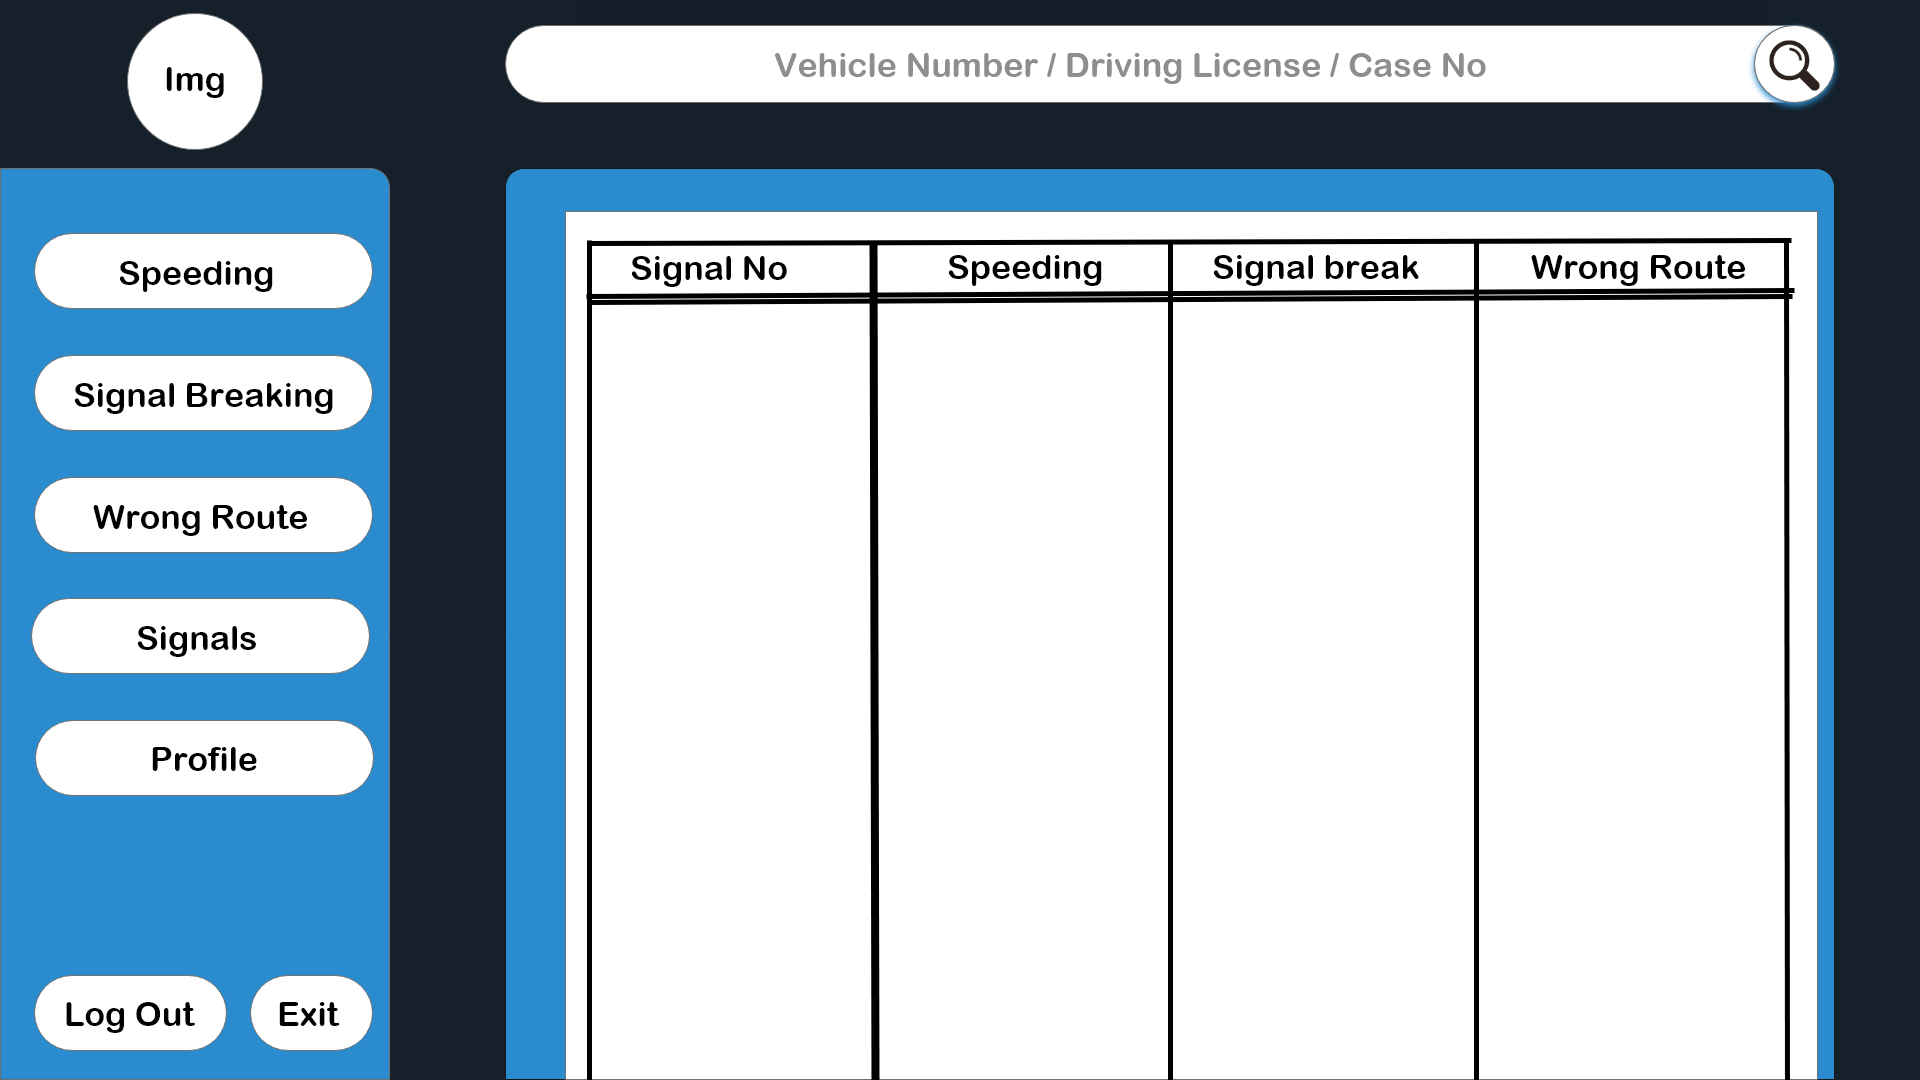 Img
Vehicle Number / Driving License / Case No
Speeding
Signal Breaking
Wrong Route
Signals
Profile
Log Out
Exit
Signal No
Speeding
Signal break
Wrong Route